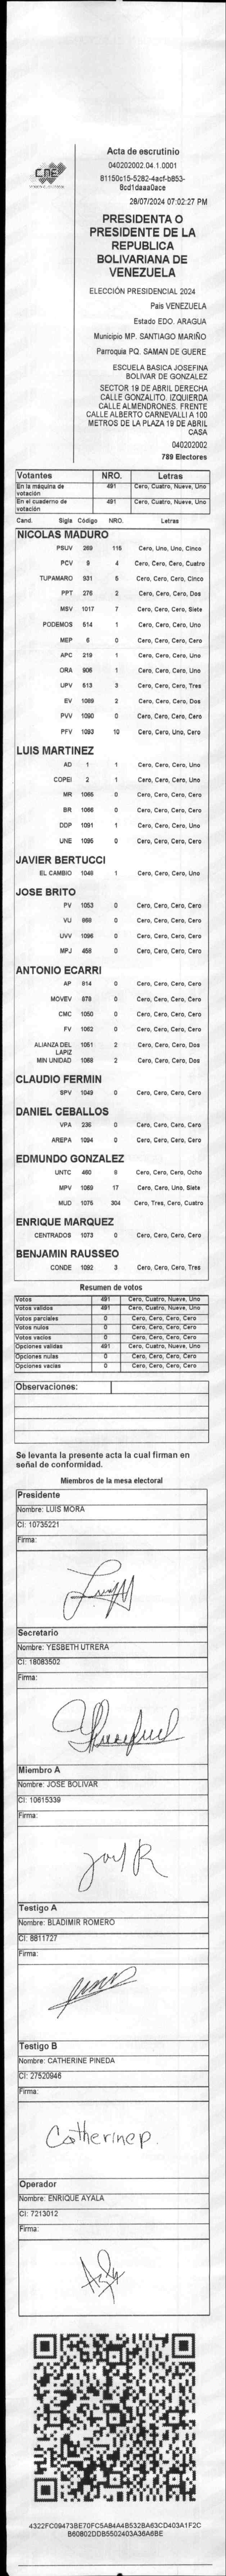 CNE
Acta de escrutinio
040202002.04.1.0001
81150c15-5282-4acf-b853-
8cd1daaa0ace
28/07/2024 07:02:27 PM
PRESIDENTA O
PRESIDENTE DE LA
REPUBLICA
BOLIVARIANA DE
VENEZUELA
ELECCIÓN PRESIDENCIAL 2024
Pais VENEZUELA
Estado EDO. ARAGUA
Municipio MP. SANTIAGO MARIÑO
Parroquia PQ. SAMAN DE GUERE
ESCUELA BASICA JOSEFINA
BOLIVAR DE GONZALEZ
SECTOR 19 DE ABRIL DERECHA
CALLE GONZALITO. IZQUIERDA
CALLE ALMENDRONES. FRENTE
CALLE ALBERTO CARNEVALLI A 100
METROS DE LA PLAZA 19 DE ABRIL
CASA
040202002
789 Electores
Votantes NRO. Letras
En la máquina de votación 491 Cero, Cuatro, Nueve, Uno
En el cuaderno de votación 491 Cero, Cuatro, Nueve, Uno
Cand. Sigla Código NRO. Letras
NICOLAS MADURO
PSUV 269 115 Cero, Uno, Uno, Cinco
PCV 9 4 Cero, Cero, Cero, Cuatro
TUPAMARO 931 5 Cero, Cero, Cero, Cinco
PPT 276 2 Cero, Cero, Cero, Dos
MSV 1017 7 Cero, Cero, Cero, Siete
PODEMOS 514 1 Cero, Cero, Cero, Uno
MEP 6 0 Cero, Cero, Cero, Cero
APC 219 1 Cero, Cero, Cero, Uno
ORA 906 1 Cero, Cero, Cero, Uno
UPV 613 3 Cero, Cero, Cero, Tres
EV 1089 2 Cero, Cero, Cero, Dos
PVV 1090 0 Cero, Cero, Cero, Cero
PFV 1093 10 Cero, Cero, Uno, Cero
LUIS MARTINEZ
AD 1 1 Cero, Cero, Cero, Uno
COPEI 2 1 Cero, Cero, Cero, Uno
MR 1066 0 Cero, Cero, Cero, Cero
BR 1068 0 Cero, Cero, Cero, Cero
DDP 1091 1 Cero, Cero, Cero, Uno
UNE 1095 0 Cero, Cero, Cero, Cero
JAVIER BERTUCCI
EL CAMBIO 1048 1 Cero, Cero, Cero, Uno
JOSE BRITO
PV 1053 0 Cero, Cero, Cero, Cero
VU 868 0 Cero, Cero, Cero, Cero
UVV 1096 0 Cero, Cero, Cero, Cero
MPJ 458 0 Cero, Cero, Cero, Cero
ANTONIO ECARRI
AP 814 0 Cero, Cero, Cero, Cero
MOVEV 878 0 Cero, Cero, Cero, Cero
CMC 1050 0 Cero, Cero, Cero, Cero
FV 1062 0 Cero, Cero, Cero, Cero
ALIANZA DEL LAPIZ 1051 2 Cero, Cero, Cero, Dos
MIN UNIDAD 1068 2 Cero, Cero, Cero, Dos
CLAUDIO FERMIN
SPV 1049 0 Cero, Cero, Cero, Cero
DANIEL CEBALLOS
VPA 236 0 Cero, Cero, Cero, Cero
AREPA 1094 0 Cero, Cero, Cero, Cero
EDMUNDO GONZALEZ
UNTC 460 8 Cero, Cero, Cero, Ocho
MPV 1069 17 Cero, Cero, Uno, Siete
MUD 1075 304 Cero, Tres, Cero, Cuatro
ENRIQUE MARQUEZ
CENTRADOS 1073 0 Cero, Cero, Cero, Cero
BENJAMIN RAUSSEO
CONDE 1092 3 Cero, Cero, Cero, Tres
Resumen de votos
Votos 491 Cero, Cuatro, Nueve, Uno
Votos validos 491 Cero, Cuatro, Nueve, Uno
Votos parciales 0 Cero, Cero, Cero, Cero
Votos nulos 0 Cero, Cero, Cero, Cero
Votos vacios 0 Cero, Cero, Cero, Cero
Opciones validas 491 Cero, Cuatro, Nueve, Uno
Opciones nulas 0 Cero, Cero, Cero, Cero
Opciones vacias 0 Cero, Cero, Cero, Cero
Observaciones:
Se levanta la presente acta la cual firman en
señal de conformidad.
Miembros de la mesa electoral
Presidente
Nombre: LUIS MORA
CI: 10735221
Firma:
Secretario
Nombre: YESBETH UTRERA
CI: 18083502
Firma:
Miembro A
Nombre: JOSE BOLIVAR
CI: 10615339
Firma:
Testigo A
Nombre: BLADIMIR ROMERO
CI: 8811727
Firma:
Testigo B
Nombre: CATHERINE PINEDA
CI: 27520946
Firma:
Catherine p.
Operador
Nombre: ENRIQUE AYALA
CI: 7213012
Firma:
4322FC09473BE70FC5A84A4B532BA63CD403A1F2C
B60802DDB5502403A36A6BE